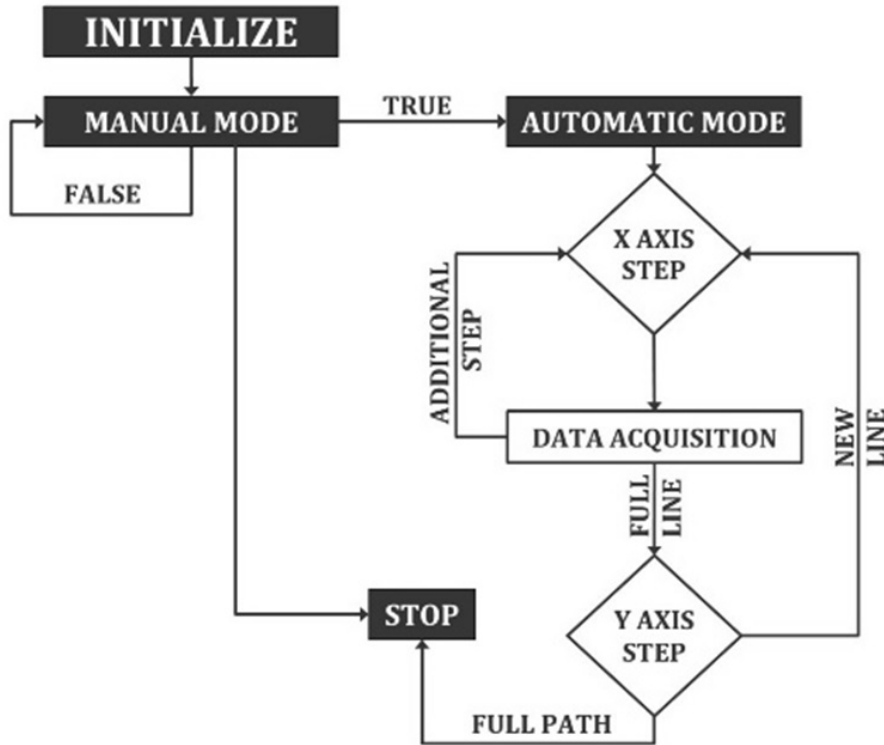 INITIALIZE
MANUAL MODE
TRUE
AUTOMATIC MODE
FALSE
X AXIS
STEP
ADDITIONAL
STEP
DATA ACQUISITION
NEW
LINE
FULL
LINE
STOP
Y AXIS
STEP
FULL PATH